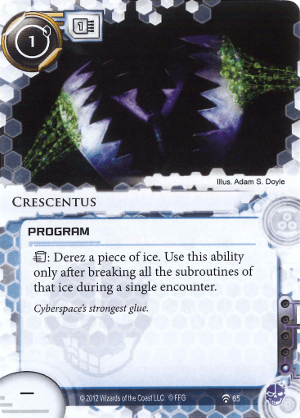 1
1
Illus. Adam S. Doyle
CRESCENTUS
PROGRAM
: Derez a piece of ice. Use this ability
only after breaking all the subroutines of
that ice during a single encounter.
Cyberspace's strongest glue.
–
© 2012 Wizards of the Coast LLC © FFG
65